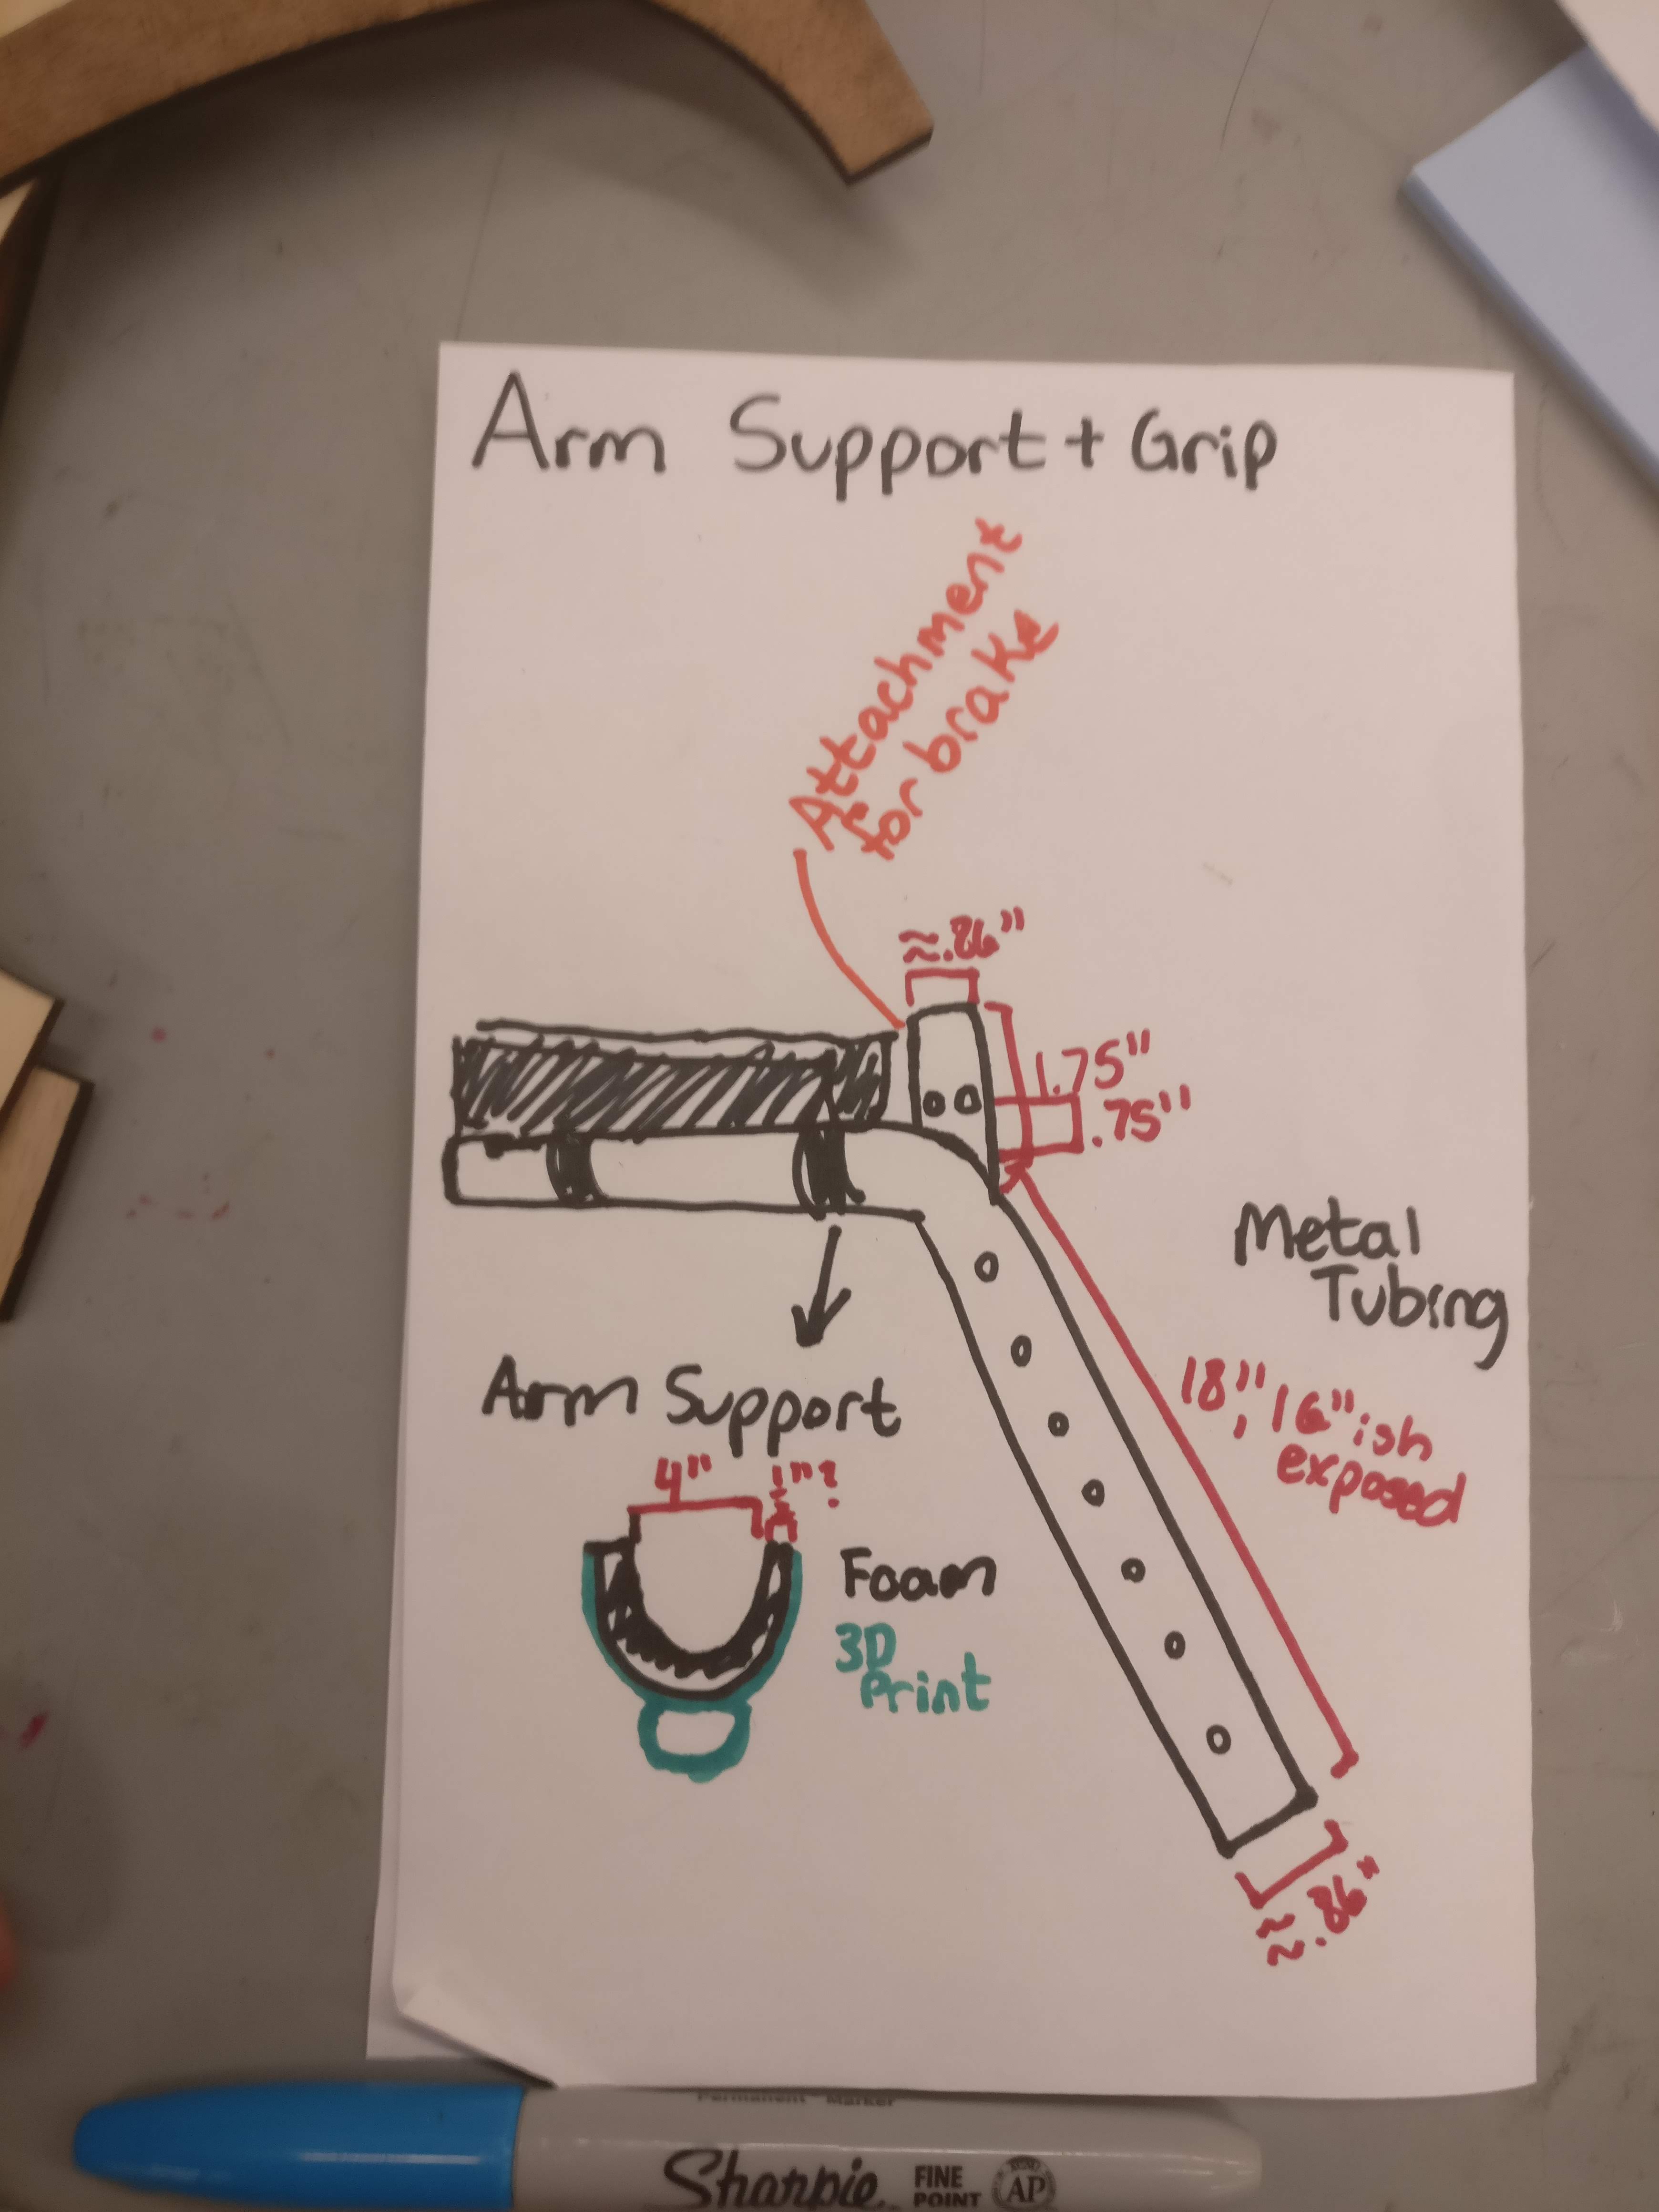 Arm Support + Grip
Attachment
for brake
≈.86"
1.75"
.75"
Metal
Tubing
18", 16"ish
exposed
Arm Support
4"
Foam
3D
Print
≈.86"
Permanent Marker
Sharpie
FINE
POINT
AP